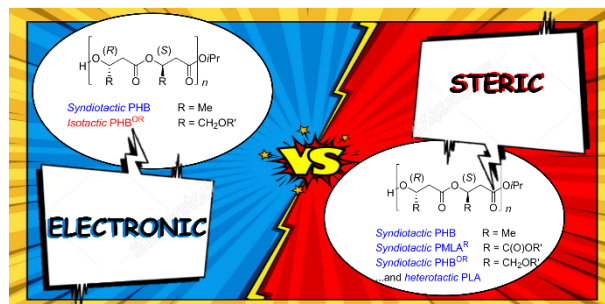 (R) (S)
H O O OiPr
R O R O n
Syndiotactic PHB R = Me
Isotactic PHB^OR R = CH2OR'
ELECTRONIC
VS
STERIC
(R) (S)
H O O OiPr
R O R O n
Syndiotactic PHB R = Me
Syndiotactic PMLA^R R = C(O)OR'
Syndiotactic PHB^OR R = CH2OR'
...and heterotactic PLA